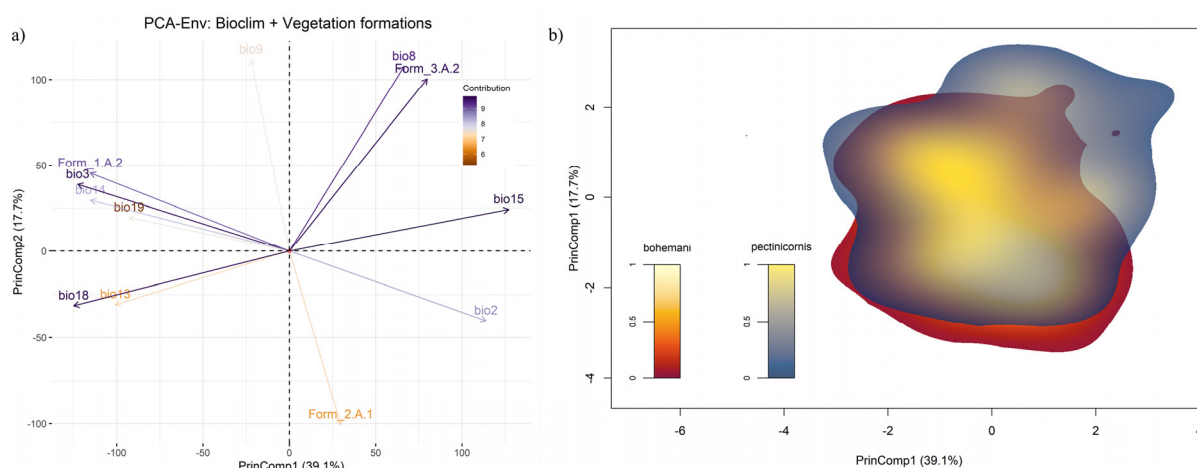 a)
PCA-Env: Bioclim + Vegetation formations
bio9
bio8
Form_3.A.2
Contribution
9
8
7
6
Form_1.A.2
bio3
bio14
bio19
bio15
bio18
bio13
bio2
Form_2.A.1
100
50
0
-50
-100
PrinComp2 (17.7%)
-100
-50
0
50
100
PrinComp1 (39.1%)
b)
2
0
-2
-4
PrinComp1 (17.7%)
bohemani
1
0.5
0
pectinicornis
1
0.5
0
-6
-4
-2
0
2
4
PrinComp1 (39.1%)